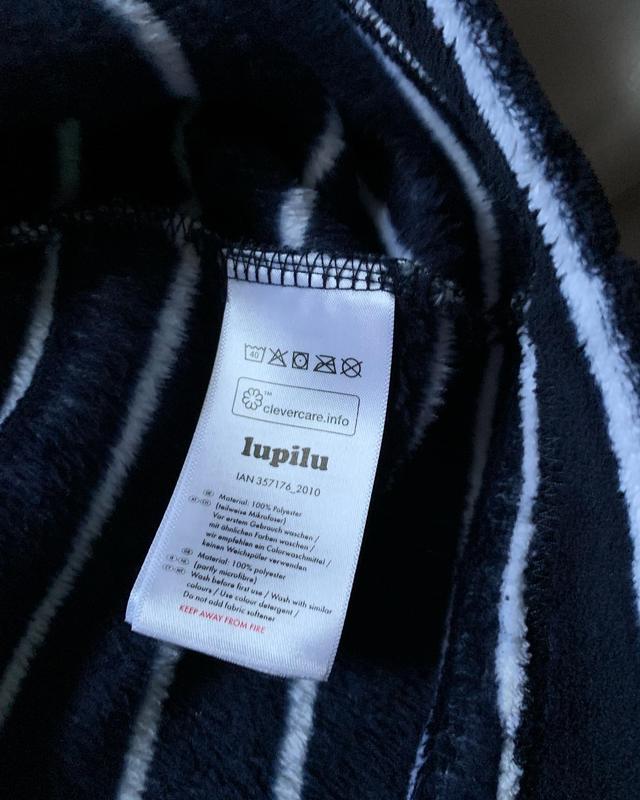 40
™
clevercare.info
lupilu
IAN 357176_2010
Material: 100% Polyester
(teilweise Mikrofaser)
Vor erstem Gebrauch waschen /
mit ähnlichen Farben waschen /
wir empfehlen ein Colorwaschmittel /
keinen Weichspüler verwenden
Material: 100% polyester
(partly microfibre)
Wash before first use / Wash with similar
colours / Use colour detergent /
Do not add fabric softener
KEEP AWAY FROM FIRE